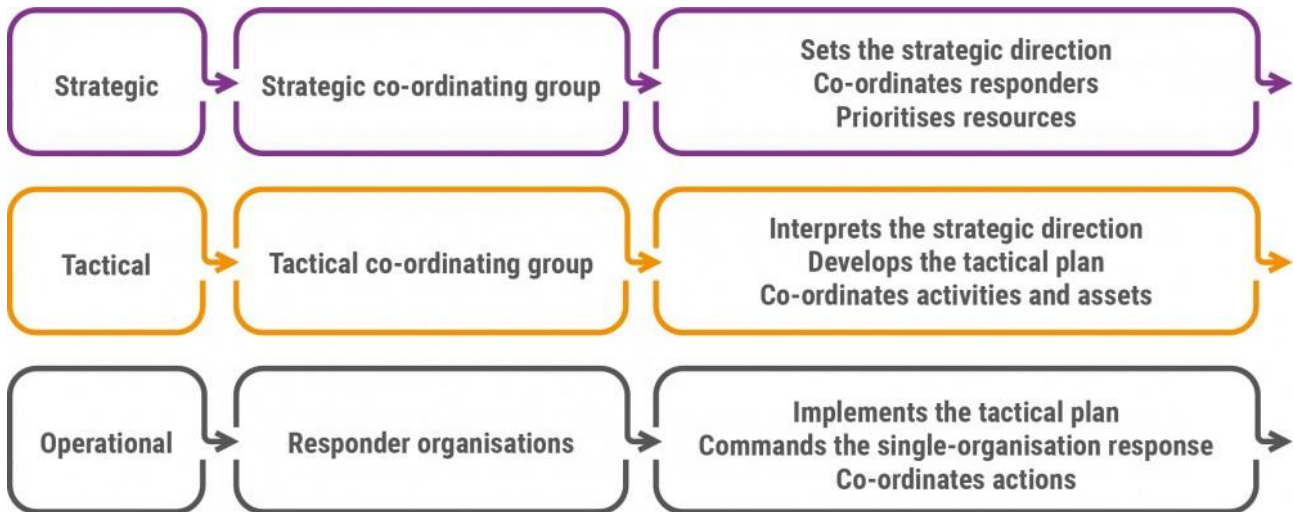 Strategic
Strategic co-ordinating group
Sets the strategic direction
Co-ordinates responders
Prioritises resources
Tactical
Tactical co-ordinating group
Interprets the strategic direction
Develops the tactical plan
Co-ordinates activities and assets
Operational
Responder organisations
Implements the tactical plan
Commands the single-organisation response
Co-ordinates actions